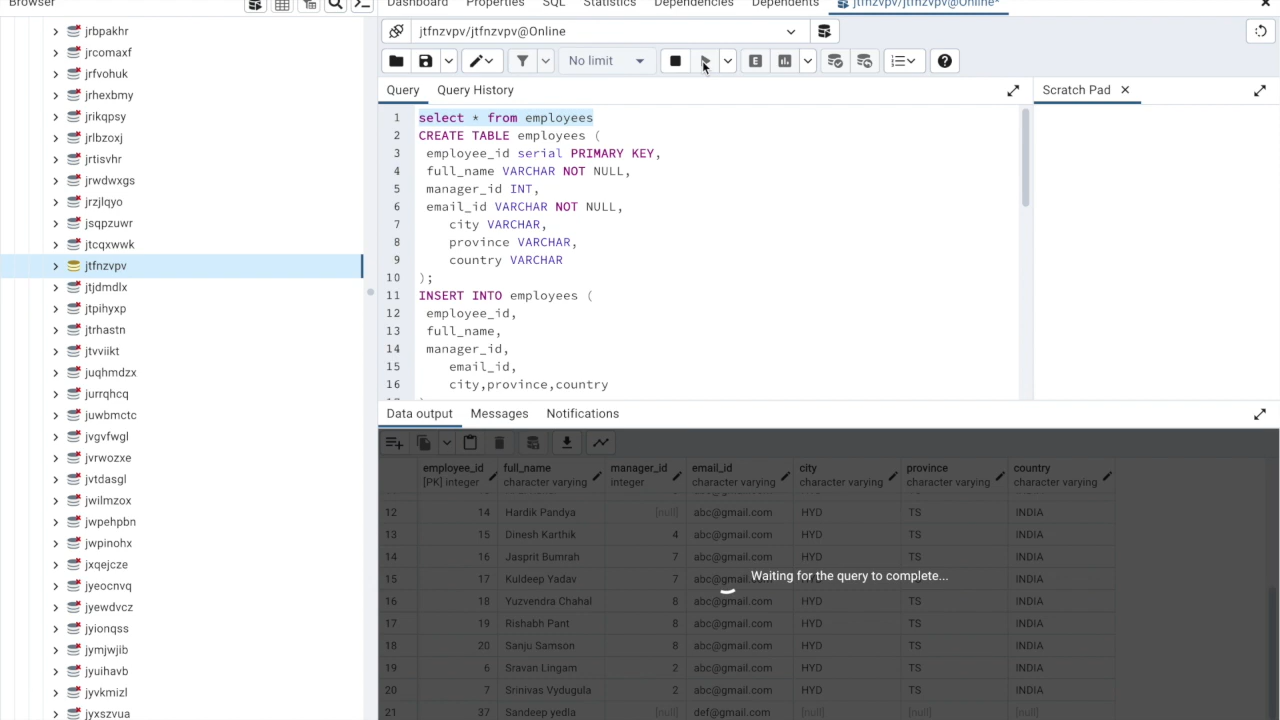 Browser
Dashboard Properties SQL Statistics Dependencies Dependents jtfnzvpv/jtfnzvpv@Online*
jtfnzvpv/jtfnzvpv@Online
No limit
Query Query History
Scratch Pad
1 select * from employees
2 CREATE TABLE employees (
3 employee_id serial PRIMARY KEY,
4 full_name VARCHAR NOT NULL,
5 manager_id INT,
6 email_id VARCHAR NOT NULL,
7 city VARCHAR,
8 province VARCHAR,
9 country VARCHAR
10 );
11 INSERT INTO employees (
12 employee_id,
13 full_name,
14 manager_id,
15 email_id,
16 city,province,country
Data output Messages Notifications
employee_id full_name manager_id email_id city province country
[PK] integer character varying integer character varying character varying character varying character varying
12 14 Hardik Pandya [null] abc@gmail.com HYD TS INDIA
13 15 Dinesh Karthik 4 abc@gmail.com HYD TS INDIA
14 16 Jasprit Bumrah 7 abc@gmail.com HYD TS INDIA
15 17 Kuldeep Yadav abc@gmail.com HYD TS INDIA
Waiting for the query to complete...
16 18 Yuzvendra Chahal 8 abc@gmail.com HYD TS INDIA
17 19 Rishabh Pant 8 abc@gmail.com HYD TS INDIA
18 20 Sanju Samson 8 abc@gmail.com HYD TS INDIA
19 6 Lingam 2 abc@gmail.com HYD TS INDIA
20 7 Vydugula 2 abc@gmail.com HYD TS INDIA
21 37 Sandeep yedla [null] def@gmail.com [null] [null] [null]
jrbpakkt
jrcomaxf
jrfvohuk
jrhexbmy
jrikqpsy
jrlbzoxj
jrtisvhr
jrwdwxgs
jrzjlqyo
jsqpzuwr
jtcqxwwk
jtfnzvpv
jtjdmdlx
jtpihyxp
jtrhastn
jtvviikt
juqhmdzx
jurrqhcq
juwbmctc
jvgvfwgl
jvrwozxe
jwilmzox
jwpehpbn
jwpinohx
jxqejcze
jyeocnvq
jyewdvcz
jyionqss
jymjwjib
jyuihavb
jyvkmizl
jyxszvua